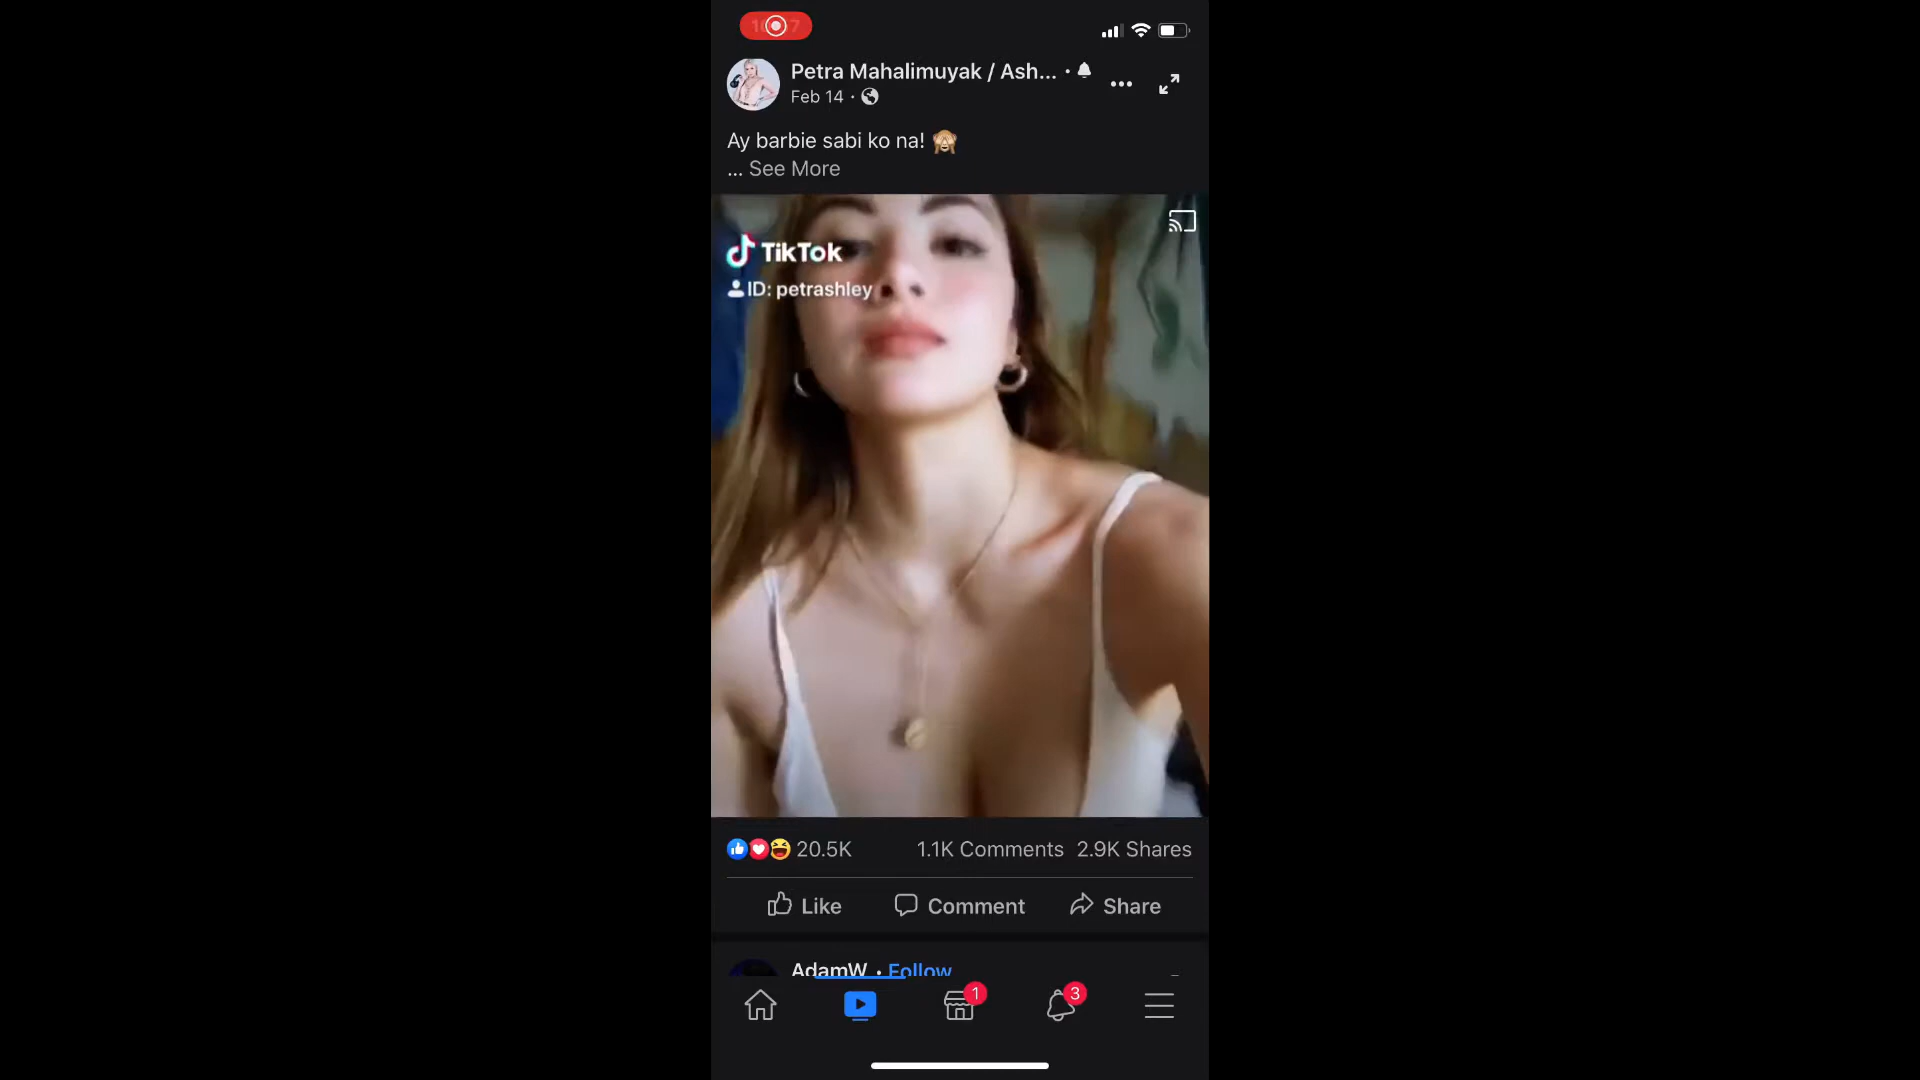 Petra Mahalimuyak / Ash... ·
Feb 14 ·
Ay barbie sabi ko na! 🙈
... See More
TikTok
ID: petrashley
20.5K 1.1K Comments 2.9K Shares
Like Comment Share
AdamW · Follow
1 3